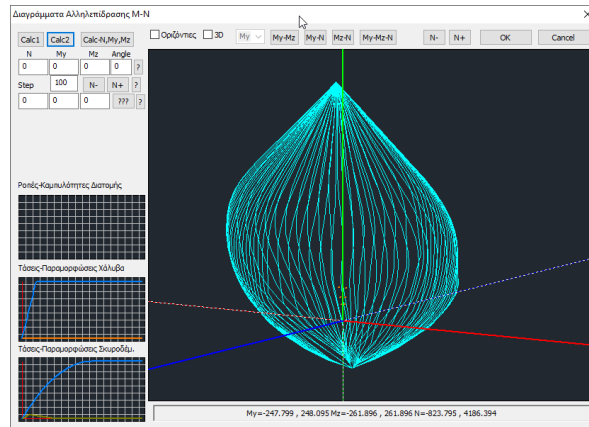 Διαγράμματα Αλληλεπίδρασης M-N
Calc1 Calc2 Calc-N,My,Mz Οριζόντιες 3D My My-Mz My-N Mz-N My-Mz-N N- N+ OK Cancel
N My Mz Angle
0 0 0 0 ?
Step 100 N- N+ ?
0 0 0 ??? ?
Ροπές-Καμπυλότητες Διατομής
Τάσεις-Παραμορφώσεις Χάλυβα
Τάσεις-Παραμορφώσεις Σκυροδέμ.
My=-247.799 , 248.095 Mz=-261.896 , 261.896 N=-823.795 , 4186.394